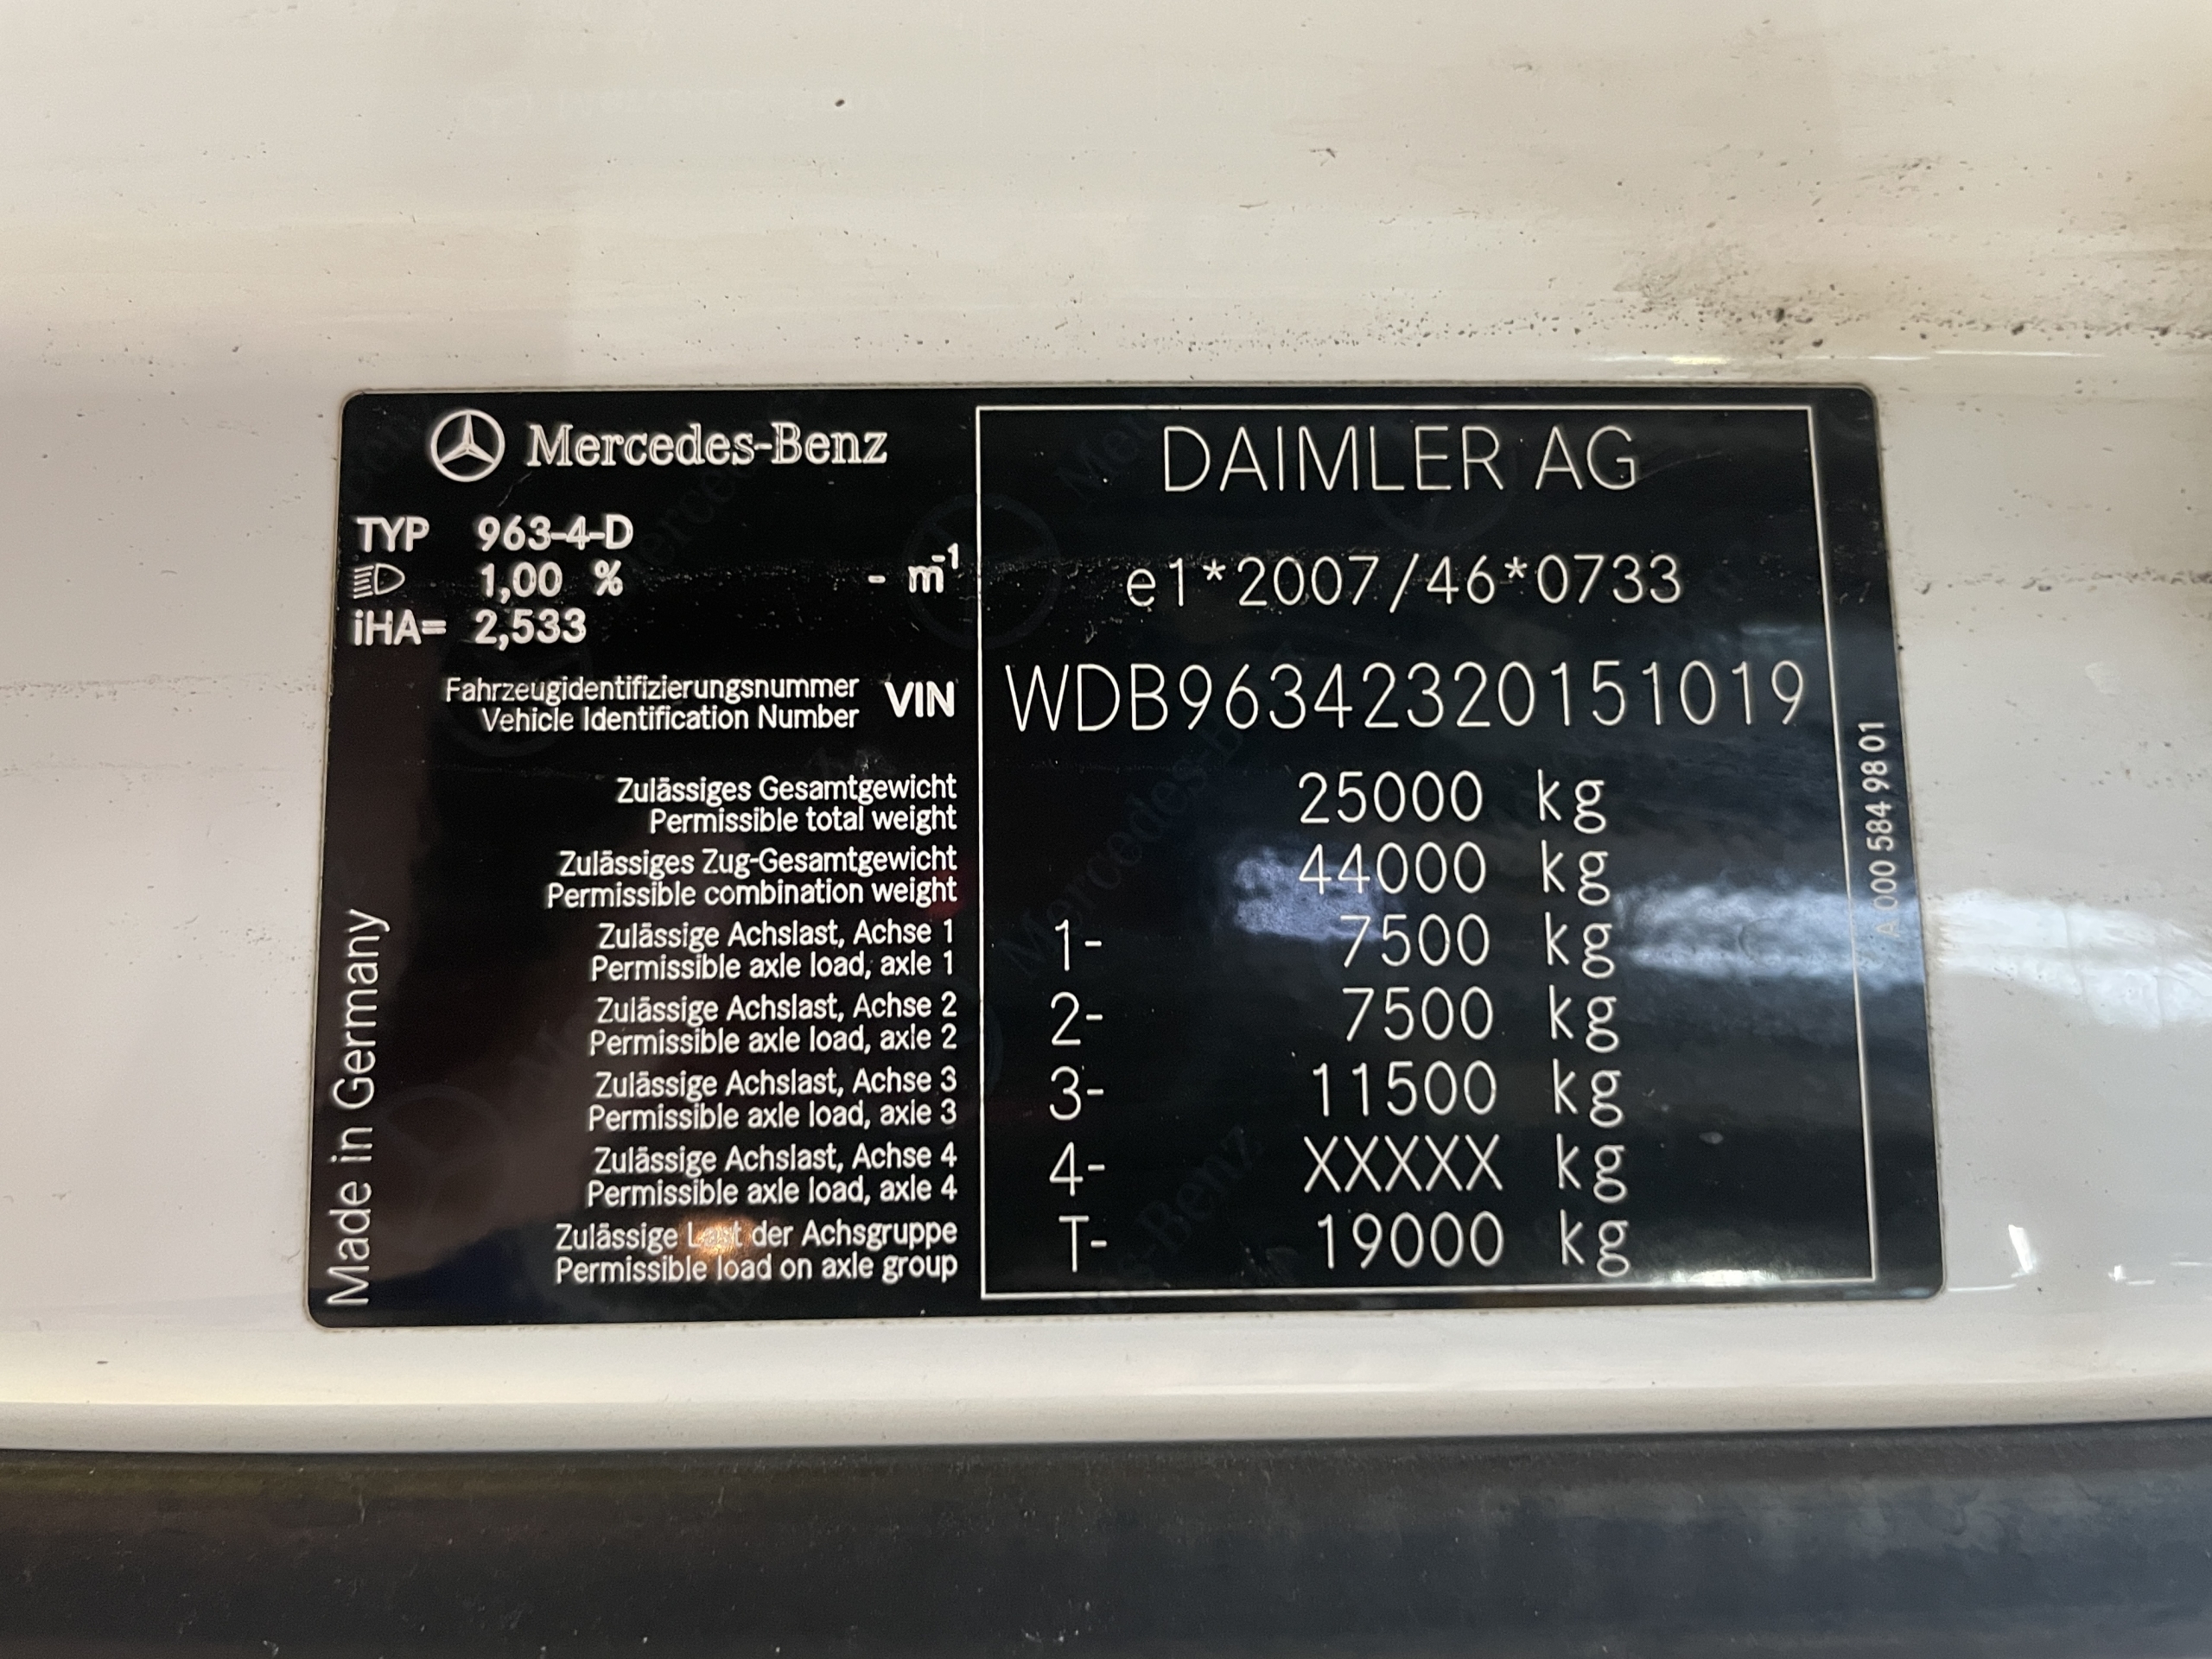 Mercedes-Benz
TYP 963-4-D
1,00 % - m⁻¹
iHA= 2,533
DAIMLER AG
e1*2007/46*0733
Fahrzeugidentifizierungsnummer
Vehicle Identification Number
VIN WDB96342320151019
Zulässiges Gesamtgewicht
Permissible total weight
25000 kg
Zulässiges Zug-Gesamtgewicht
Permissible combination weight
44000 kg
Zulässige Achslast, Achse 1
Permissible axle load, axle 1
1- 7500 kg
Zulässige Achslast, Achse 2
Permissible axle load, axle 2
2- 7500 kg
Zulässige Achslast, Achse 3
Permissible axle load, axle 3
3- 11500 kg
Zulässige Achslast, Achse 4
Permissible axle load, axle 4
4- XXXXX kg
Zulässige Last der Achsgruppe
Permissible load on axle group
T- 19000 kg
Made in Germany
A 000 584 98 01